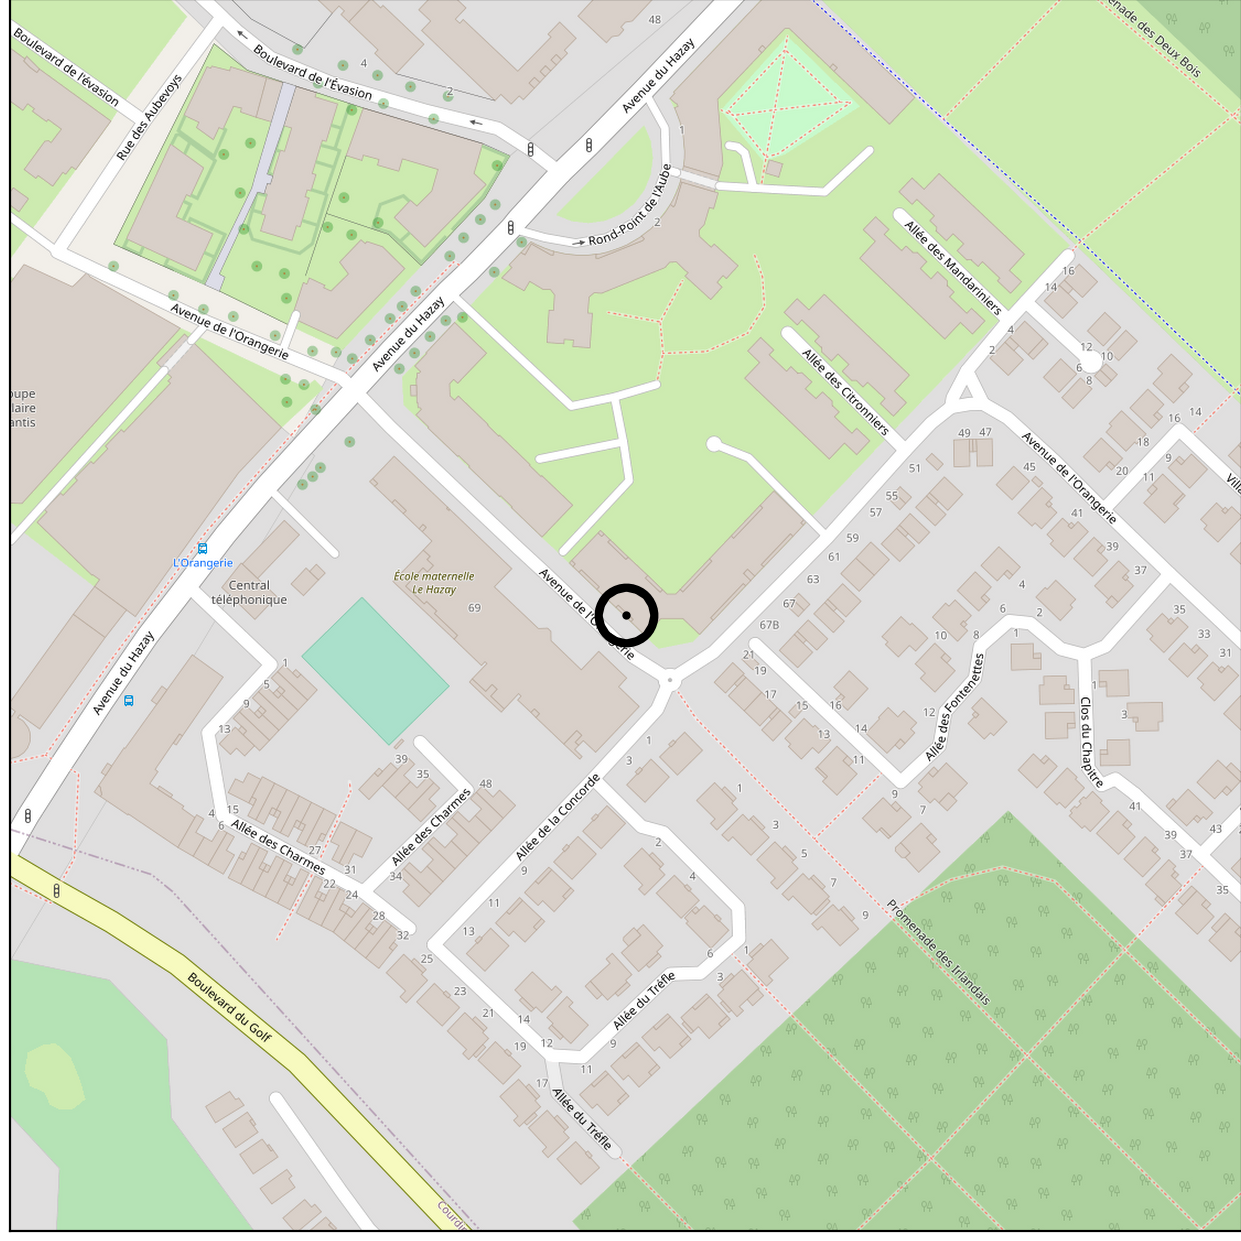 48
enade des Deux Bois
Boulevard de l'évasion
Boulevard de l'Évasion
4
2
Avenue du Hazay
Rue des Aubevoys
1
Rond-Point de l'Aube
2
Allée des Mandariniers
16
14
4
2
12
10
6
8
Avenue de l'Orangerie
Avenue du Hazay
Allée des Citronniers
oupe
laire
antis
49
47
16
14
18
9
20
11
Villa
51
45
Avenue de l'Orangerie
55
57
41
59
39
61
37
L'Orangerie
Central
téléphonique
École maternelle
Le Hazay
69
Avenue de l'O
gerie
63
67
67B
4
2
6
1
35
33
31
10
8
21
19
17
16
15
13
14
12
11
9
7
Allée des Fontenettes
1
3
Clos du Chapitre
41
39
37
43
35
Avenue du Hazay
1
5
9
13
39
35
48
4
15
6
Allée des Charmes
27
31
22
24
28
32
34
Allée des Charmes
1
3
Allée de la Concorde
9
11
13
25
23
21
19
14
12
17
2
4
6
1
3
9
11
Allée du Tréfle
Allée du Tréfle
1
3
5
7
9
Promenade des Irlandais
Boulevard du Golf
Courdi